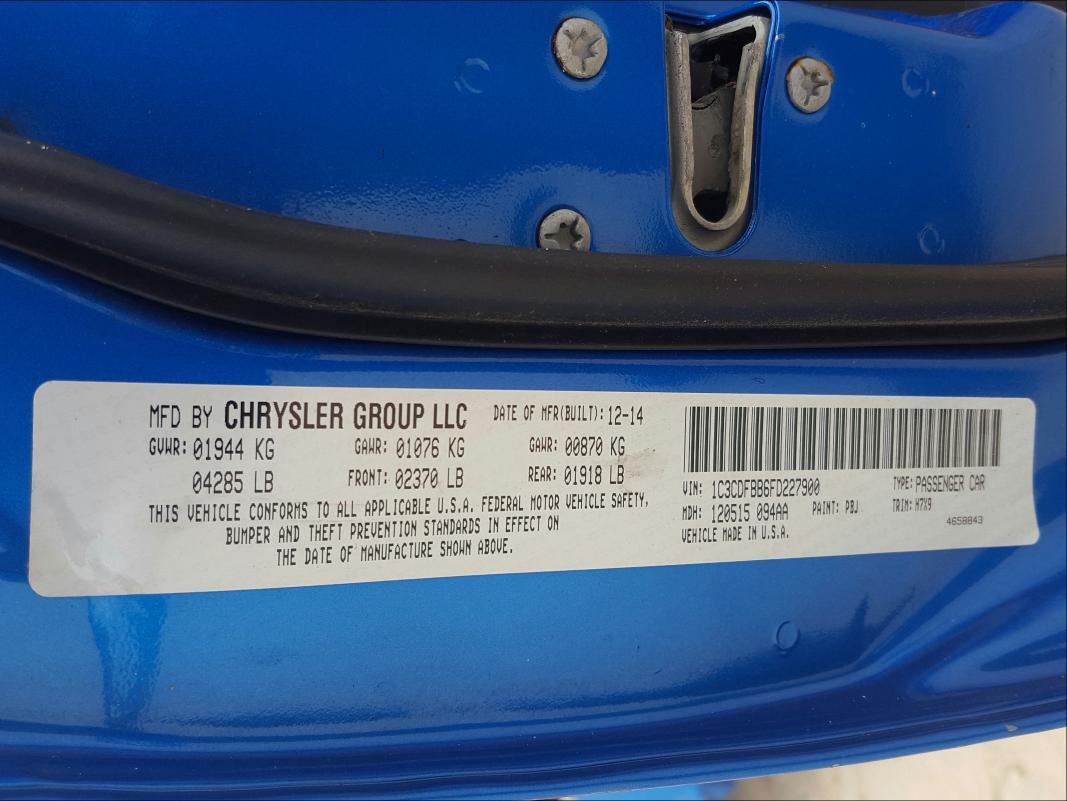 MFD BY CHRYSLER GROUP LLC DATE OF MFR(BUILT): 12-14
GVWR: 01944 KG GAWR: 01076 KG GAWR: 00870 KG
04285 LB FRONT: 02370 LB REAR: 01918 LB
THIS VEHICLE CONFORMS TO ALL APPLICABLE U.S.A. FEDERAL MOTOR VEHICLE SAFETY,
BUMPER AND THEFT PREVENTION STANDARDS IN EFFECT ON
THE DATE OF MANUFACTURE SHOWN ABOVE.
VIN: 1C3CDFBB6FD227900 TYPE: PASSENGER CAR
MDH: 120515 094AA PAINT: PBJ TRIM: H7X9
VEHICLE MADE IN U.S.A. 4658843